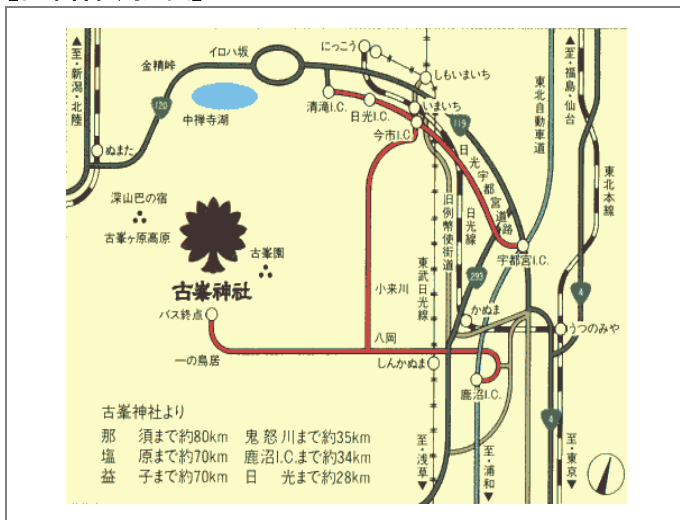 ▲至・新潟・北陸
金精峠
イロハ坂
にっこう
しもいまいち
いまいち
清滝I.C.
日光I.C.
今市I.C.
120
中禅寺湖
ぬまた
119
東北自動車道
▲至・福島・仙台
東北本線
日光宇都宮道路
日光線
旧例幣使街道
東武日光線
深山巴の宿
古峯ヶ原高原
古峯園
古峯神社
バス終点
小来川
八岡
一の鳥居
293
宇都宮I.C.
4
かぬま
うつのみや
しんかぬま
鹿沼I.C.
4
至・浅草▼
至・浦和▼
至・東京▼
古峯神社より
那 須まで約80km 鬼怒川まで約35km
塩 原まで約70km 鹿沼I.C.まで約34km
益 子まで約70km 日 光まで約28km